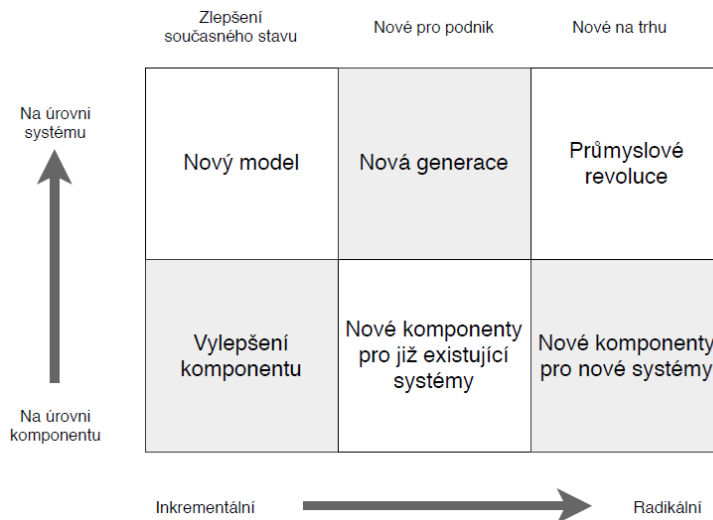 Zlepšení
současného stavu
Nové pro podnik
Nové na trhu
Na úrovni
systému
Nový model
Nová generace
Průmyslové
revoluce
Vylepšení
komponentu
Nové komponenty
pro již existující
systémy
Nové komponenty
pro nové systémy
Na úrovni
komponentu
Inkrementální
Radikální